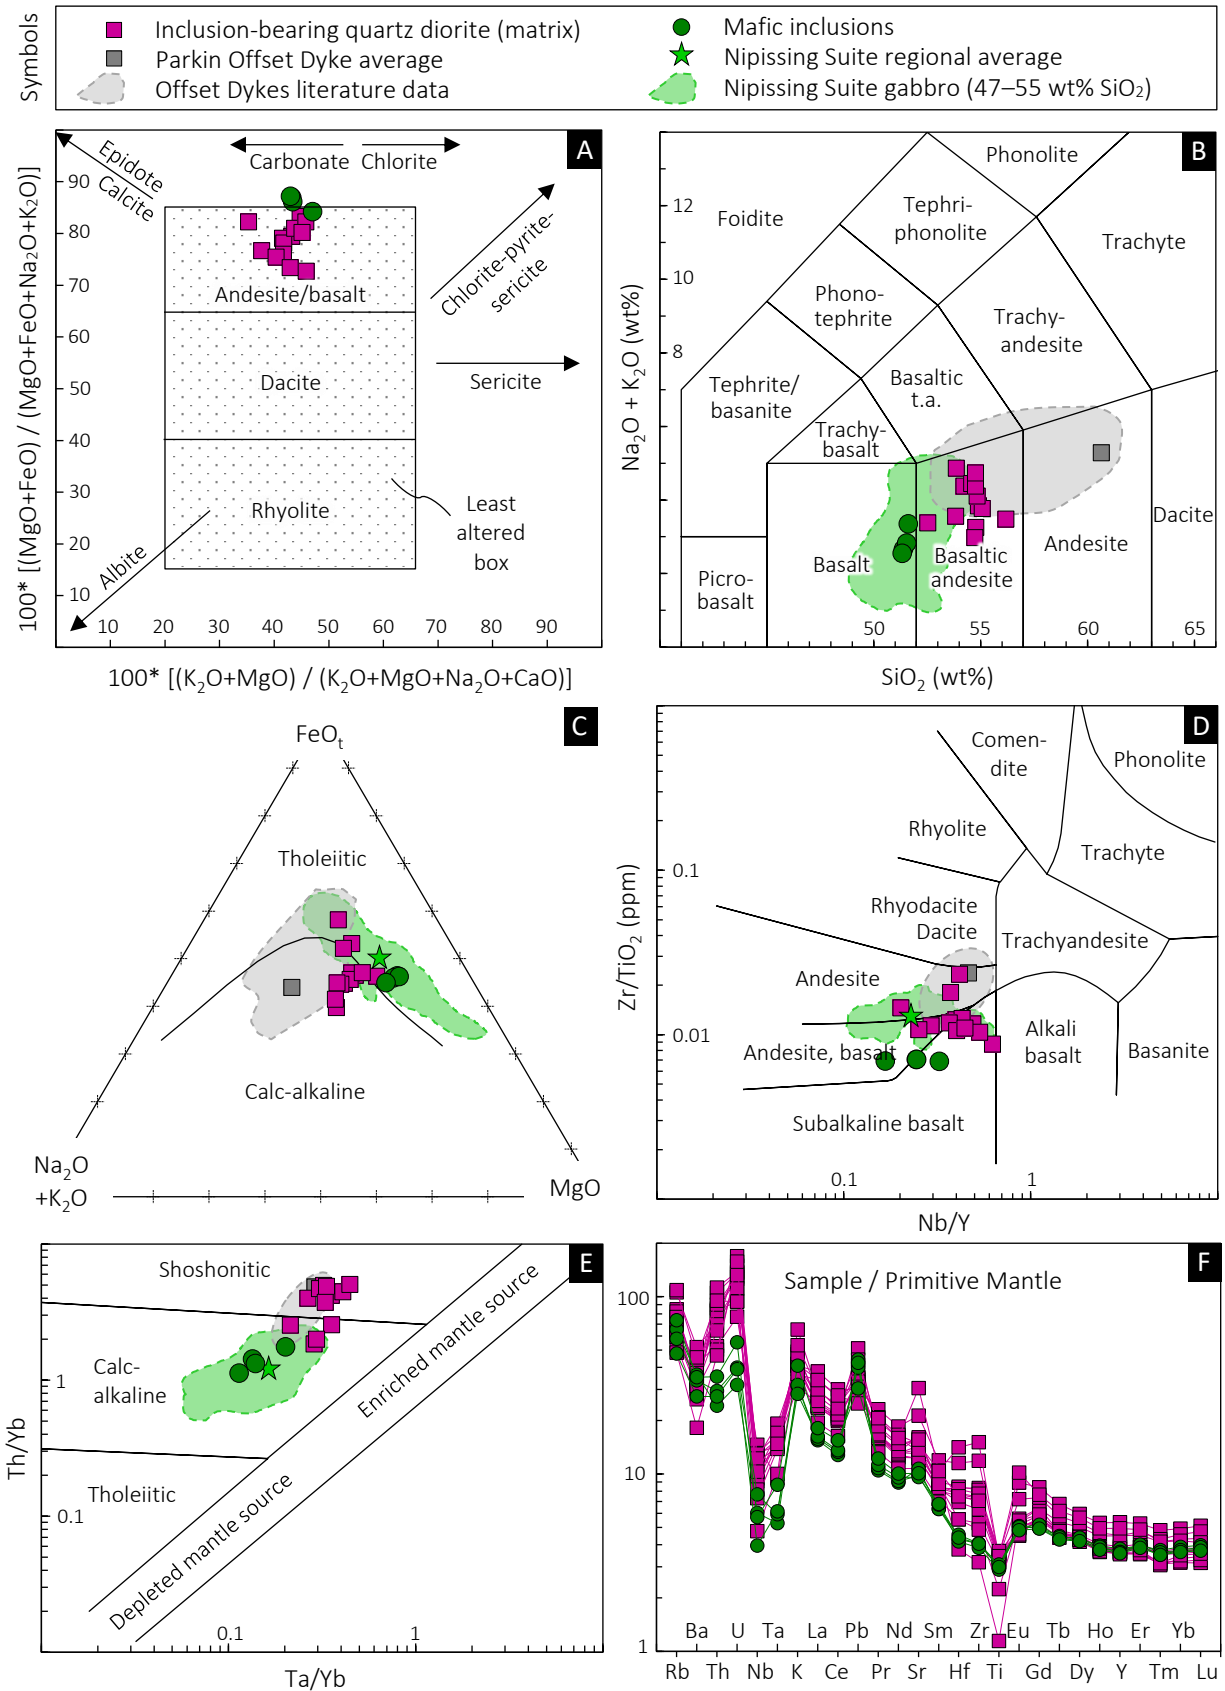 Symbols
Inclusion-bearing quartz diorite (matrix)
Parkin Offset Dyke average
Offset Dykes literature data
Mafic inclusions
Nipissing Suite regional average
Nipissing Suite gabbro (47–55 wt% SiO₂)
A
Epidote
Calcite
Carbonate
Chlorite
Chlorite-pyrite-
sericite
Sericite
Andesite/basalt
Dacite
Rhyolite
Least
altered
box
Albite
90
80
70
60
50
40
30
20
10
10 20 30 40 50 60 70 80 90
100* [(MgO+FeO) / (MgO+FeO+Na₂O+K₂O)]
100* [(K₂O+MgO) / (K₂O+MgO+Na₂O+CaO)]
B
Phonolite
Foidite
Tephri-
phonolite
Trachyte
Phono-
tephrite
Trachy-
andesite
Tephrite/
basanite
Basaltic
t.a.
Trachy-
basalt
Basalt
Basaltic
andesite
Andesite
Dacite
Picro-
basalt
12
10
8
50 55 60 65
Na₂O + K₂O (wt%)
SiO₂ (wt%)
C
FeOₜ
Tholeiitic
Calc-alkaline
Na₂O
+K₂O
MgO
D
Comen-
dite
Phonolite
Rhyolite
Trachyte
Rhyodacite
Dacite
Trachyandesite
Andesite
Andesite, basalt
Alkali
basalt
Basanite
Subalkaline basalt
0.1
0.01
0.1 1
Zr/TiO₂ (ppm)
Nb/Y
E
Shoshonitic
Calc-
alkaline
Tholeiitic
Enriched mantle source
Depleted mantle source
1
0.1
0.1 1
Th/Yb
Ta/Yb
F
Sample / Primitive Mantle
100
10
1
Ba Th U Nb Ta K La Ce Pb Pr Nd Sr Sm Hf Zr Ti Eu Gd Tb Dy Ho Y Er Tm Yb Lu
Rb